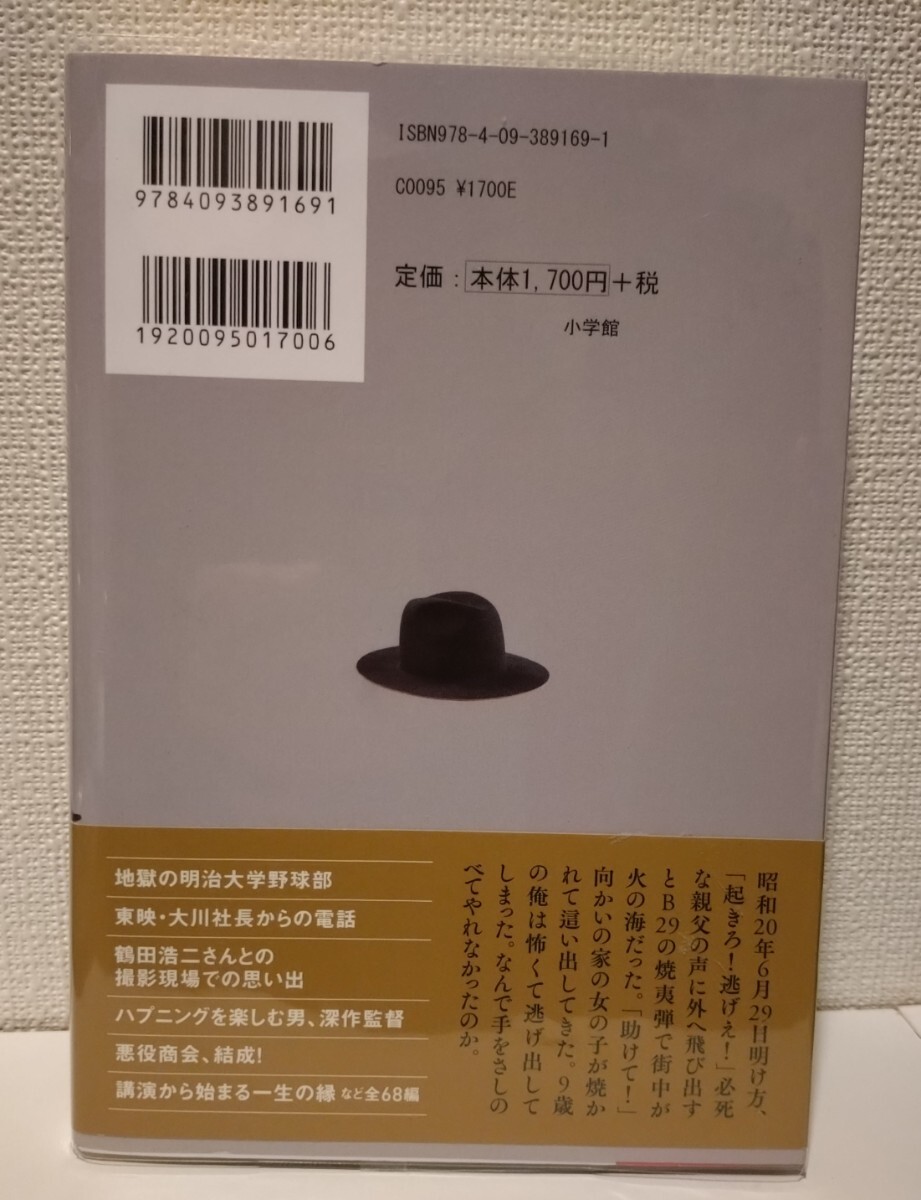 ISBN978-4-09-389169-1
9784093891691
C0095 ¥1700E
定価：本体1,700円+税
1920095017006
小学館
地獄の明治大学野球部
東映・大川社長からの電話
鶴田浩二さんとの
撮影現場での思い出
ハプニングを楽しむ男、深作監督
悪役商会、結成！
講演から始まる一生の縁 など全68編
昭和20年6月29日明け方、
「起きろ！逃げぇ！」必死
な親父の声に外へ飛び出す
とB29の焼夷弾で街中が
火の海だった。「助けて！」
向かいの家の女の子が焼か
れて這い出してきた。9歳
の俺は怖くて逃げ出して
しまった。なんで手をさしの
べてやれなかったのか。